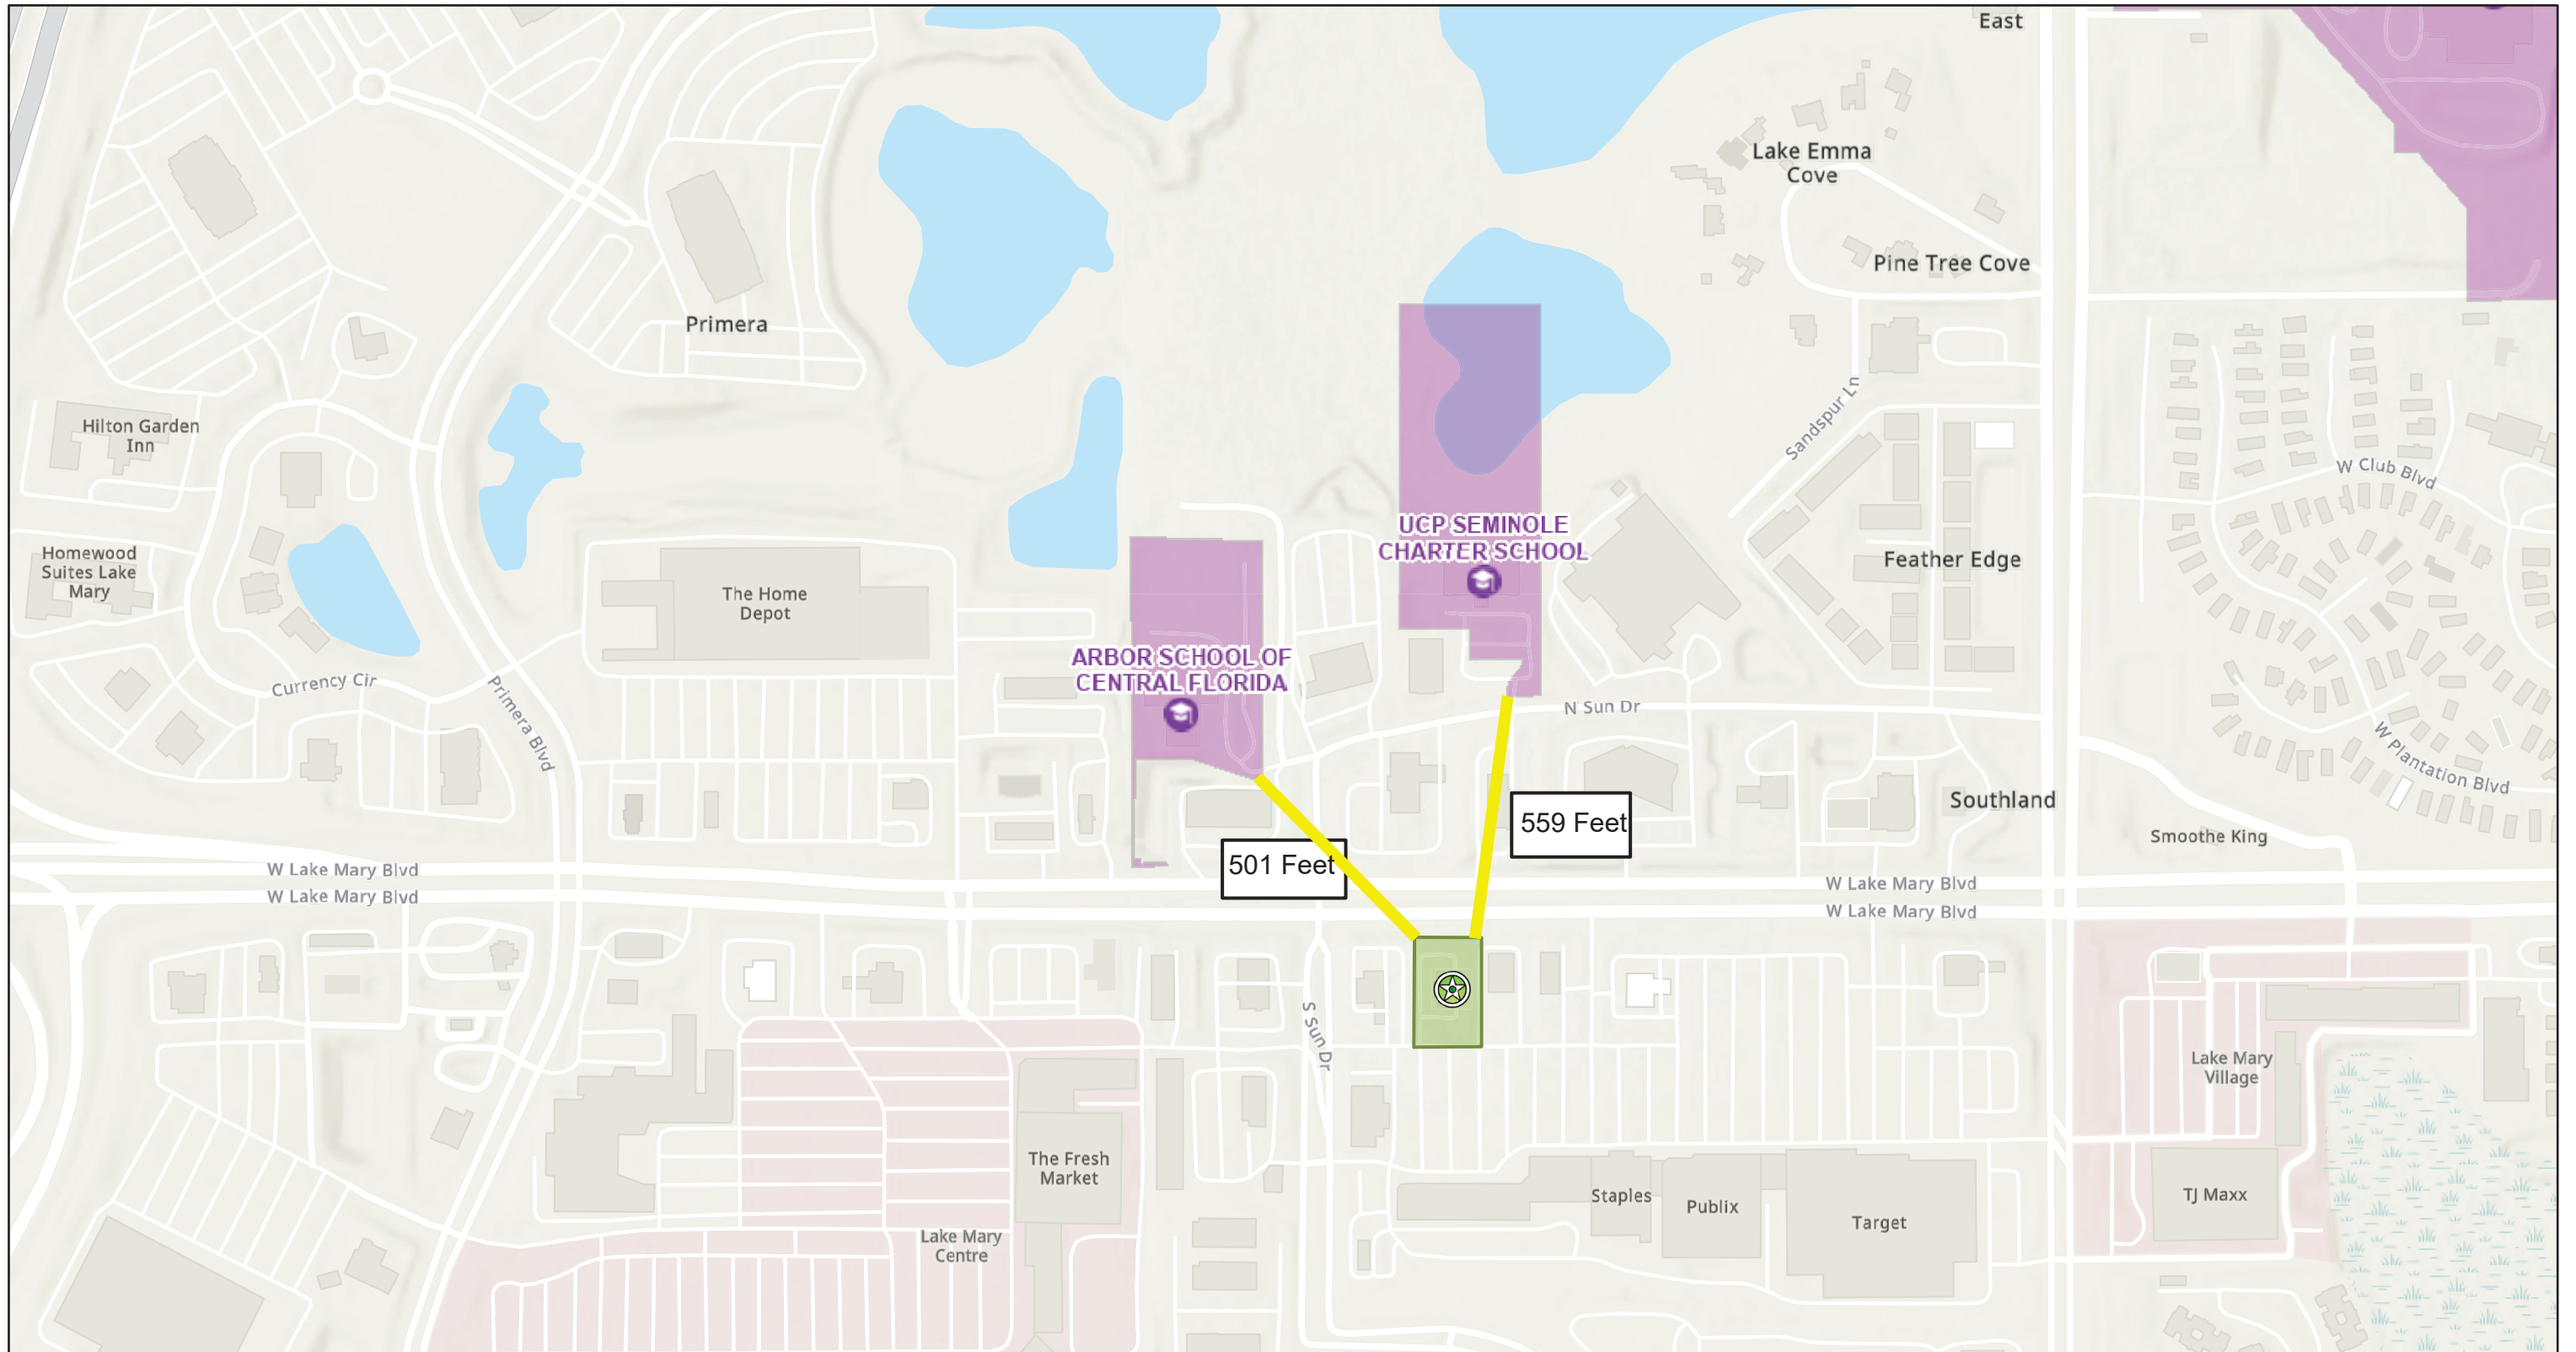 East
Lake Emma
Cove
Pine Tree Cove
Primera
Sandspur Ln
Hilton Garden
Inn
W Club Blvd
UCP SEMINOLE
CHARTER SCHOOL
Feather Edge
Homewood
Suites Lake
Mary
The Home
Depot
ARBOR SCHOOL OF
CENTRAL FLORIDA
Currency Cir
Primera Blvd
N Sun Dr
W Plantation Blvd
Southland
559 Feet
Smoothe King
501 Feet
W Lake Mary Blvd
W Lake Mary Blvd
W Lake Mary Blvd
W Lake Mary Blvd
S Sun Dr
Lake Mary
Village
The Fresh
Market
Staples
Publix
Target
TJ Maxx
Lake Mary
Centre